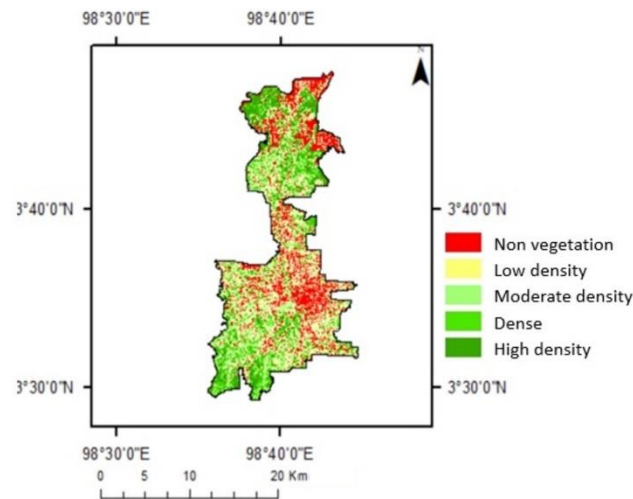 98°30'0"E 98°40'0"E
N
3°40'0"N 3°40'0"N
Non vegetation
Low density
Moderate density
Dense
High density
3°30'0"N 3°30'0"N
98°30'0"E 98°40'0"E
0 5 10 20 Km